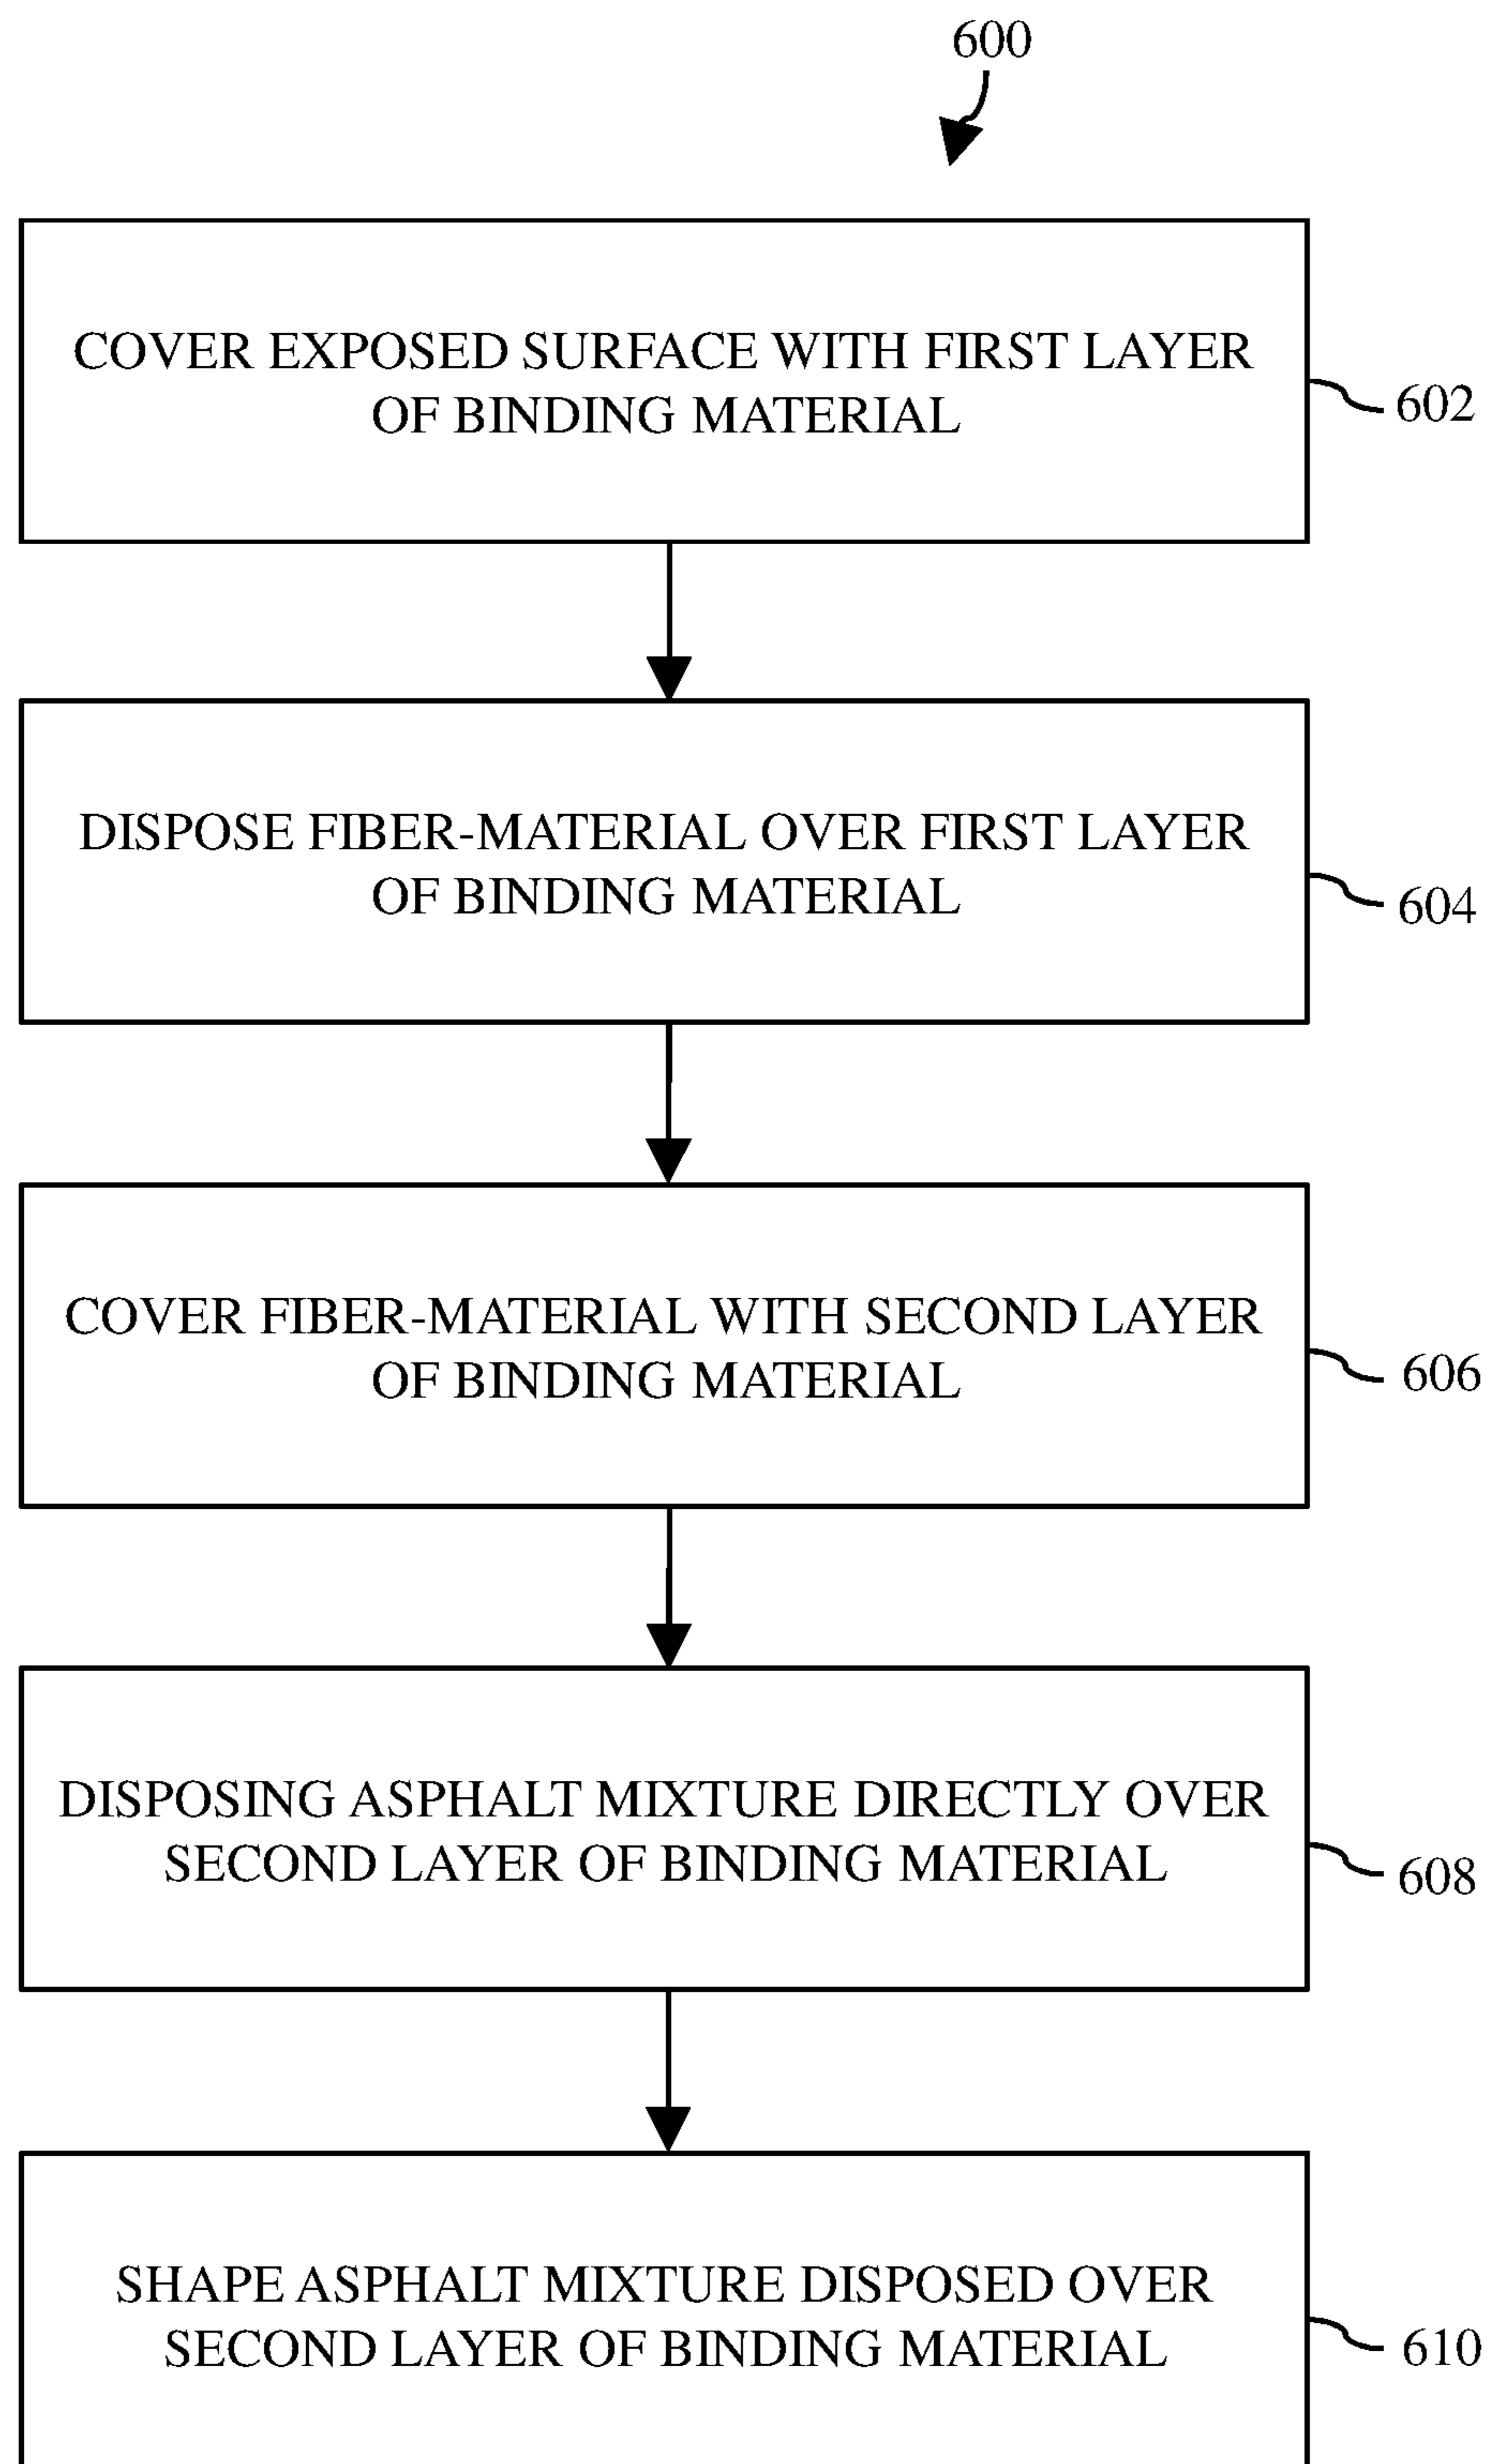 600
COVER EXPOSED SURFACE WITH FIRST LAYER
OF BINDING MATERIAL
602
DISPOSE FIBER-MATERIAL OVER FIRST LAYER
OF BINDING MATERIAL
604
COVER FIBER-MATERIAL WITH SECOND LAYER
OF BINDING MATERIAL
606
DISPOSING ASPHALT MIXTURE DIRECTLY OVER
SECOND LAYER OF BINDING MATERIAL
608
SHAPE ASPHALT MIXTURE DISPOSED OVER
SECOND LAYER OF BINDING MATERIAL
610